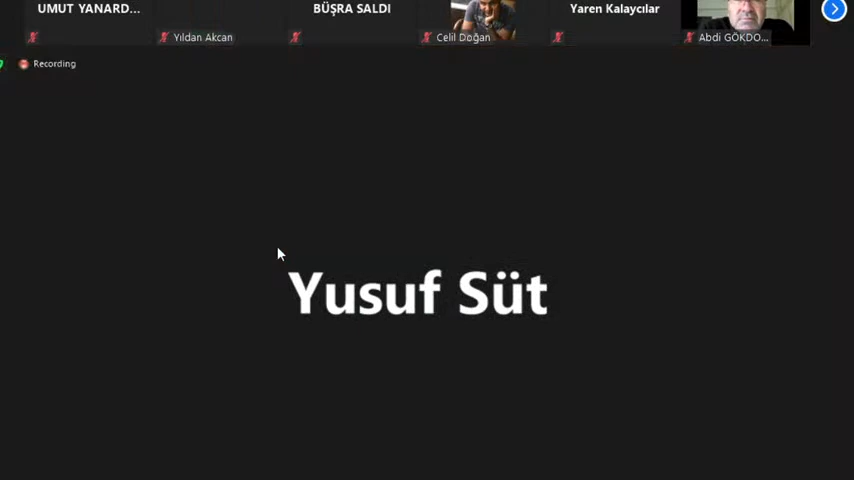 UMUT YANARD...
BÜŞRA SALDI
Yaren Kalaycılar
Yıldan Akcan
Celil Doğan
Abdi GÖKDO...
Recording
Yusuf Süt